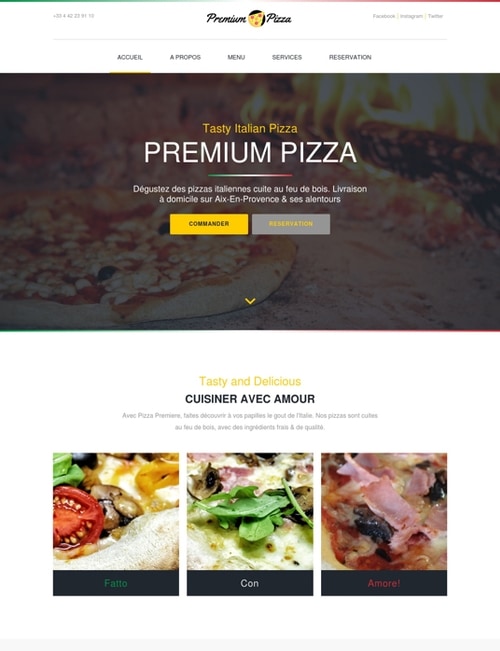 +33 4 42 23 91 10
Premium Pizza
Facebook | Instagram | Twitter
ACCUEIL
A PROPOS
MENU
SERVICES
RESERVATION
Tasty Italian Pizza
PREMIUM PIZZA
Dégustez des pizzas italiennes cuite au feu de bois. Livraison
à domicile sur Aix-En-Provence & ses alentours
COMMANDER
RESERVATION
Tasty and Delicious
CUISINER AVEC AMOUR
Avec Pizza Premiere, faites découvrir à vos papilles le gout de l'Italie. Nos pizzas sont cuites
au feu de bois, avec des ingrédients frais & de qualité.
Fatto
Con
Amore!